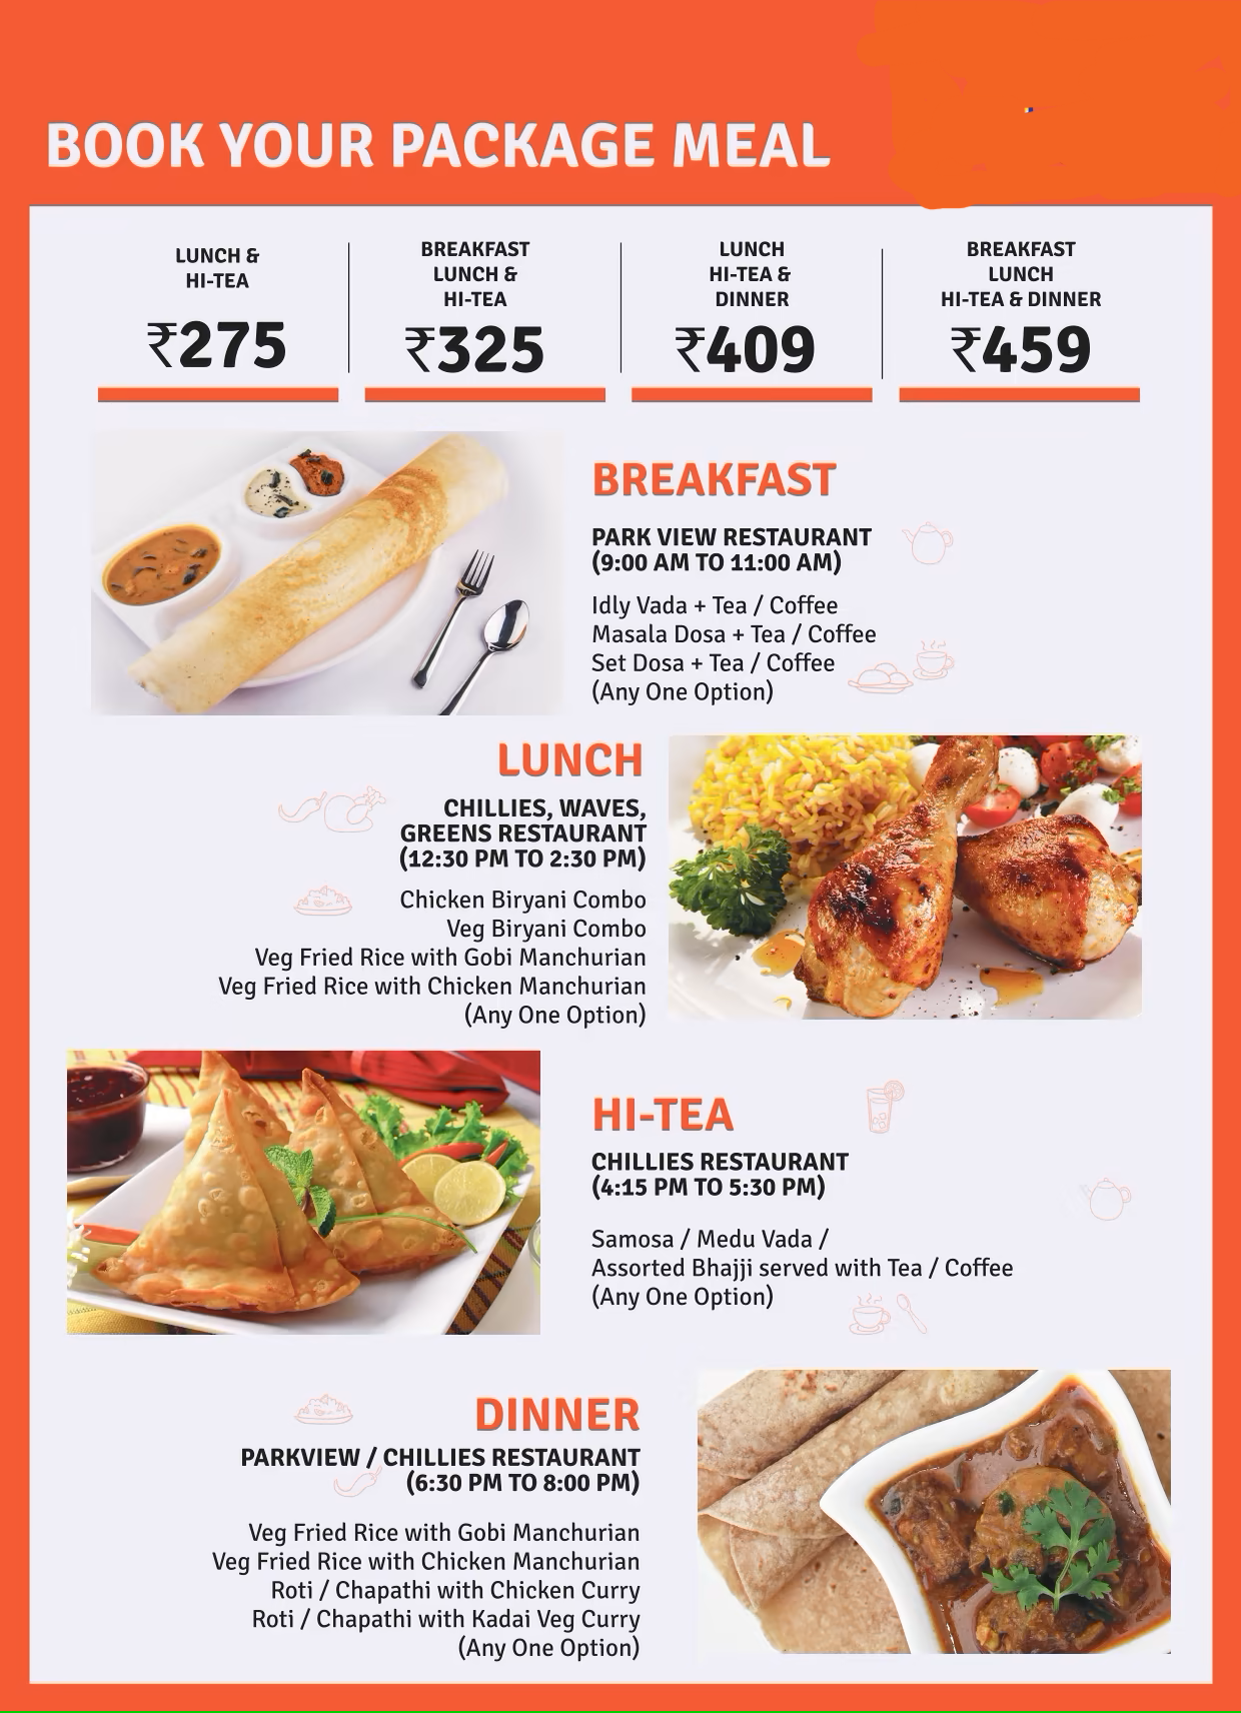 BOOK YOUR PACKAGE MEAL
LUNCH &
HI-TEA
₹275
BREAKFAST
LUNCH &
HI-TEA
₹325
LUNCH
HI-TEA &
DINNER
₹409
BREAKFAST
LUNCH
HI-TEA & DINNER
₹459
BREAKFAST
PARK VIEW RESTAURANT
(9:00 AM TO 11:00 AM)
Idly Vada + Tea / Coffee
Masala Dosa + Tea / Coffee
Set Dosa + Tea / Coffee
(Any One Option)
LUNCH
CHILLIES, WAVES,
GREENS RESTAURANT
(12:30 PM TO 2:30 PM)
Chicken Biryani Combo
Veg Biryani Combo
Veg Fried Rice with Gobi Manchurian
Veg Fried Rice with Chicken Manchurian
(Any One Option)
HI-TEA
CHILLIES RESTAURANT
(4:15 PM TO 5:30 PM)
Samosa / Medu Vada /
Assorted Bhajji served with Tea / Coffee
(Any One Option)
DINNER
PARKVIEW / CHILLIES RESTAURANT
(6:30 PM TO 8:00 PM)
Veg Fried Rice with Gobi Manchurian
Veg Fried Rice with Chicken Manchurian
Roti / Chapathi with Chicken Curry
Roti / Chapathi with Kadai Veg Curry
(Any One Option)